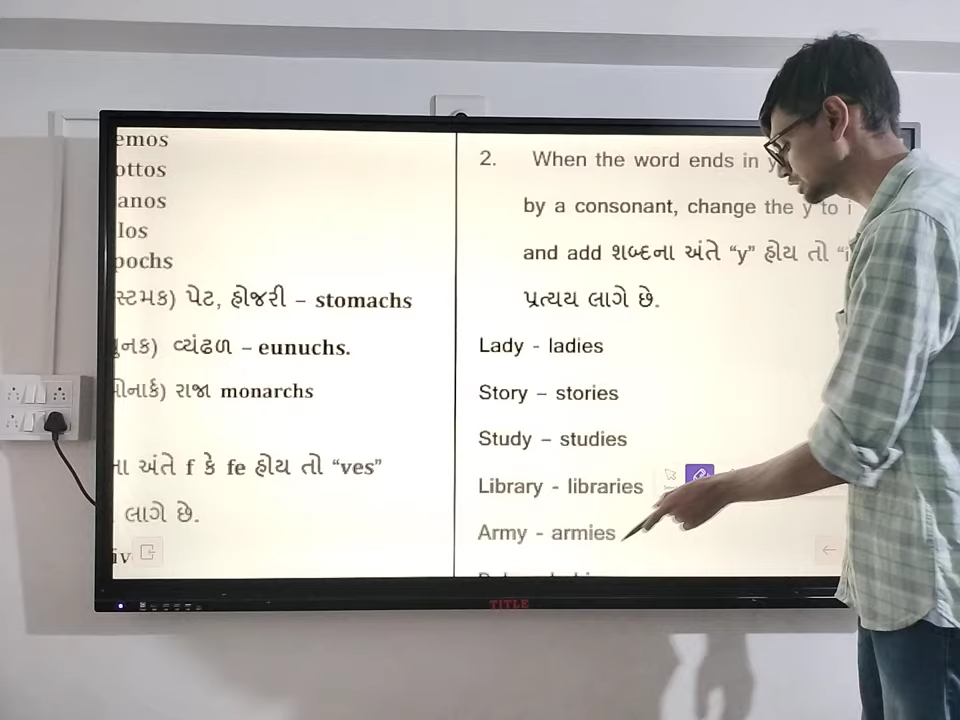 emos
ottos
anos
los
pochs
સ્ટમક) પેટ, હોજરી – stomachs
નક) વ્યંઢળ – eunuchs.
ોનાર્ક) રાજા monarchs
ના અંતે f કે fe હોય તો “ves”
લાગે છે.
iv
2. When the word ends in y
by a consonant, change the y to i
and add શબ્દના અંતે “y” હોય તો “i
પ્રત્યય લાગે છે.
Lady - ladies
Story – stories
Study – studies
Library - libraries
Army - armies
TITLE